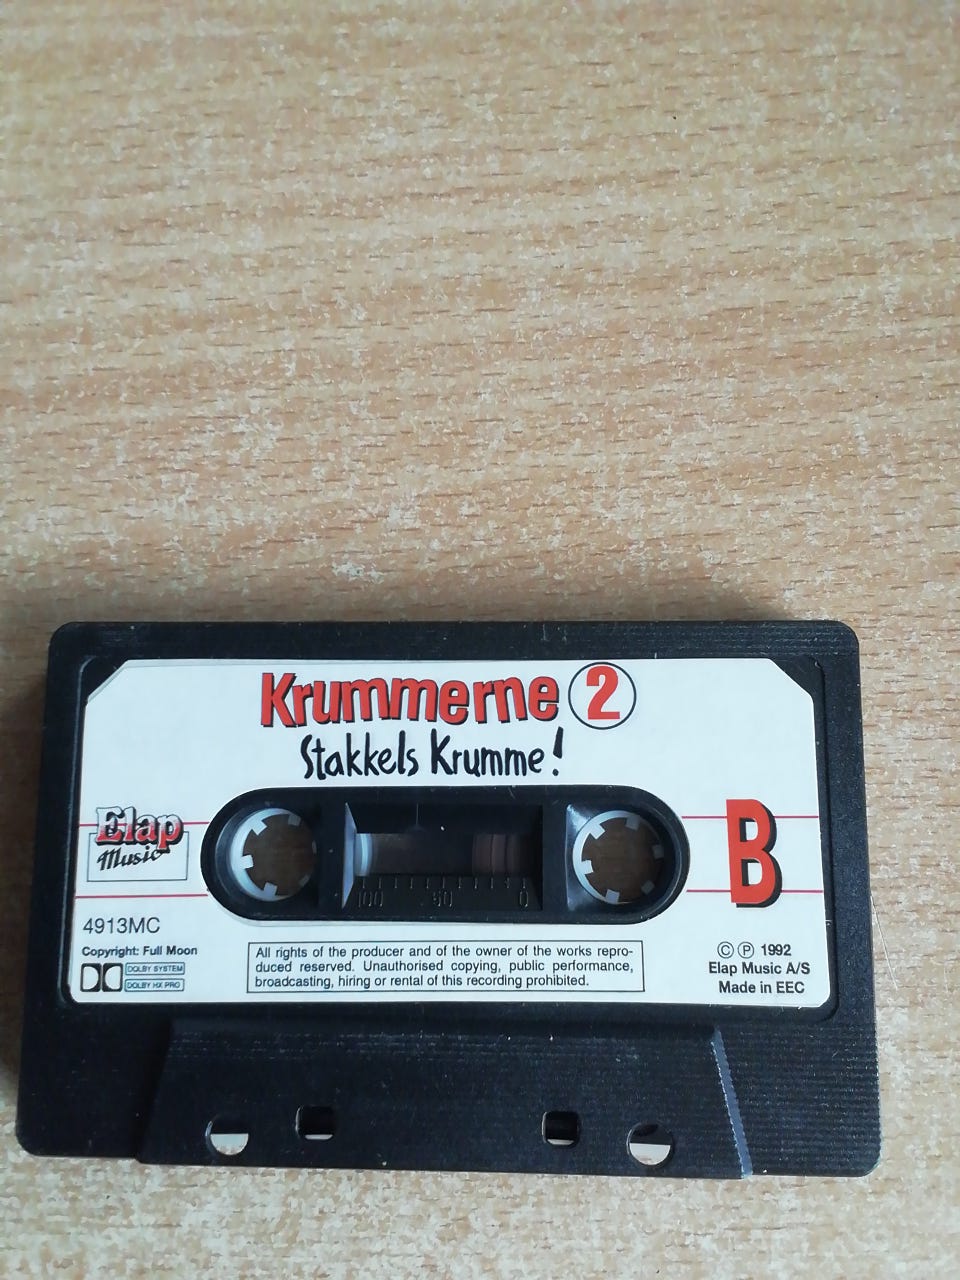 Krummerne 2
Stakkels Krumme!
Elap
Music
B
4913MC
Copyright: Full Moon
DOLBY SYSTEM
DOLBY HX PRO
100 50 0
All rights of the producer and of the owner of the works repro-
duced reserved. Unauthorised copying, public performance,
broadcasting, hiring or rental of this recording prohibited.
© ℗ 1992
Elap Music A/S
Made in EEC